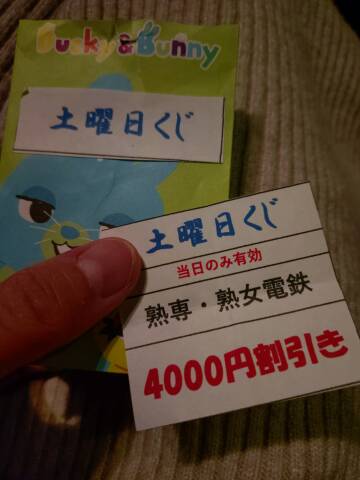 Bucky&Bunny
土曜日くじ
土曜日くじ
当日のみ有効
熟専・熟女電鉄
4000円割引き